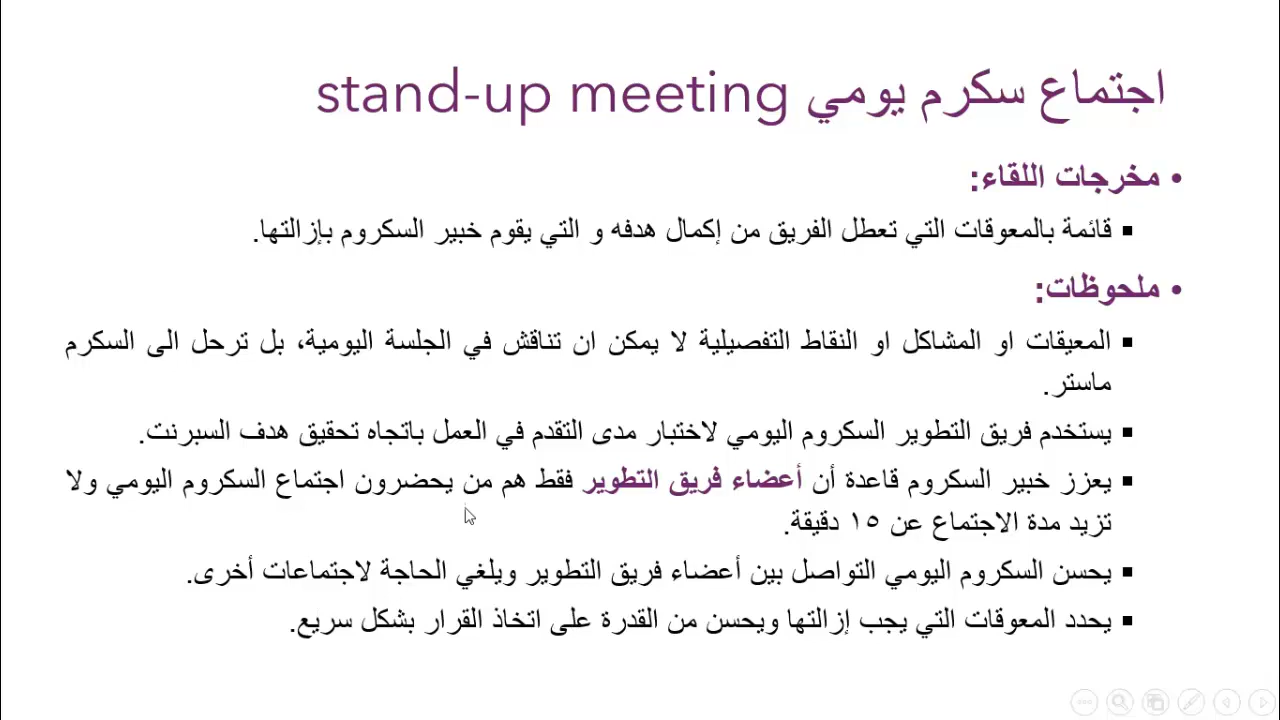 اجتماع سكرم يومي stand-up meeting
• مخرجات اللقاء:
▪ قائمة بالمعوقات التي تعطل الفريق من إكمال هدفه و التي يقوم خبير السكروم بإزالتها.
• ملحوظات:
▪ المعيقات او المشاكل او النقاط التفصيلية لا يمكن ان تناقش في الجلسة اليومية، بل ترحل الى السكرم
ماستر.
▪ يستخدم فريق التطوير السكروم اليومي لاختبار مدى التقدم في العمل باتجاه تحقيق هدف السبرنت.
▪ يعزز خبير السكروم قاعدة أن أعضاء فريق التطوير فقط هم من يحضرون اجتماع السكروم اليومي ولا
تزيد مدة الاجتماع عن ١٥ دقيقة.
▪ يحسن السكروم اليومي التواصل بين أعضاء فريق التطوير ويلغي الحاجة لاجتماعات أخرى.
▪ يحدد المعوقات التي يجب إزالتها ويحسن من القدرة على اتخاذ القرار بشكل سريع.